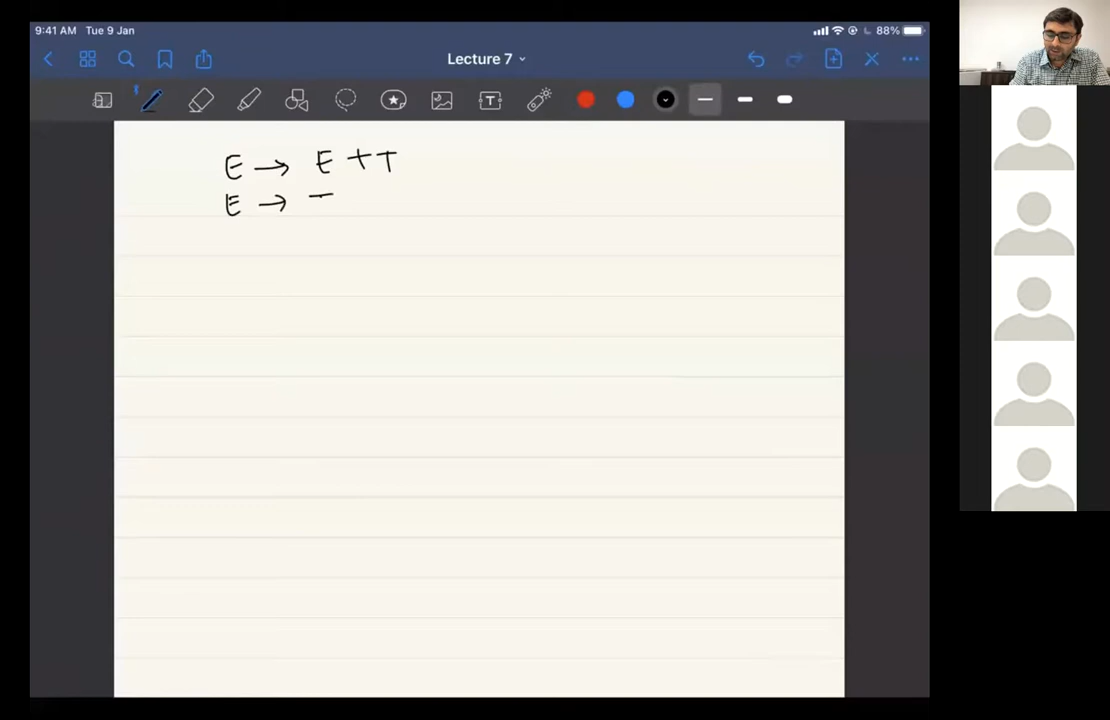 9:41 AM Tue 9 Jan
88%
Lecture 7
T
E → E + T
E →